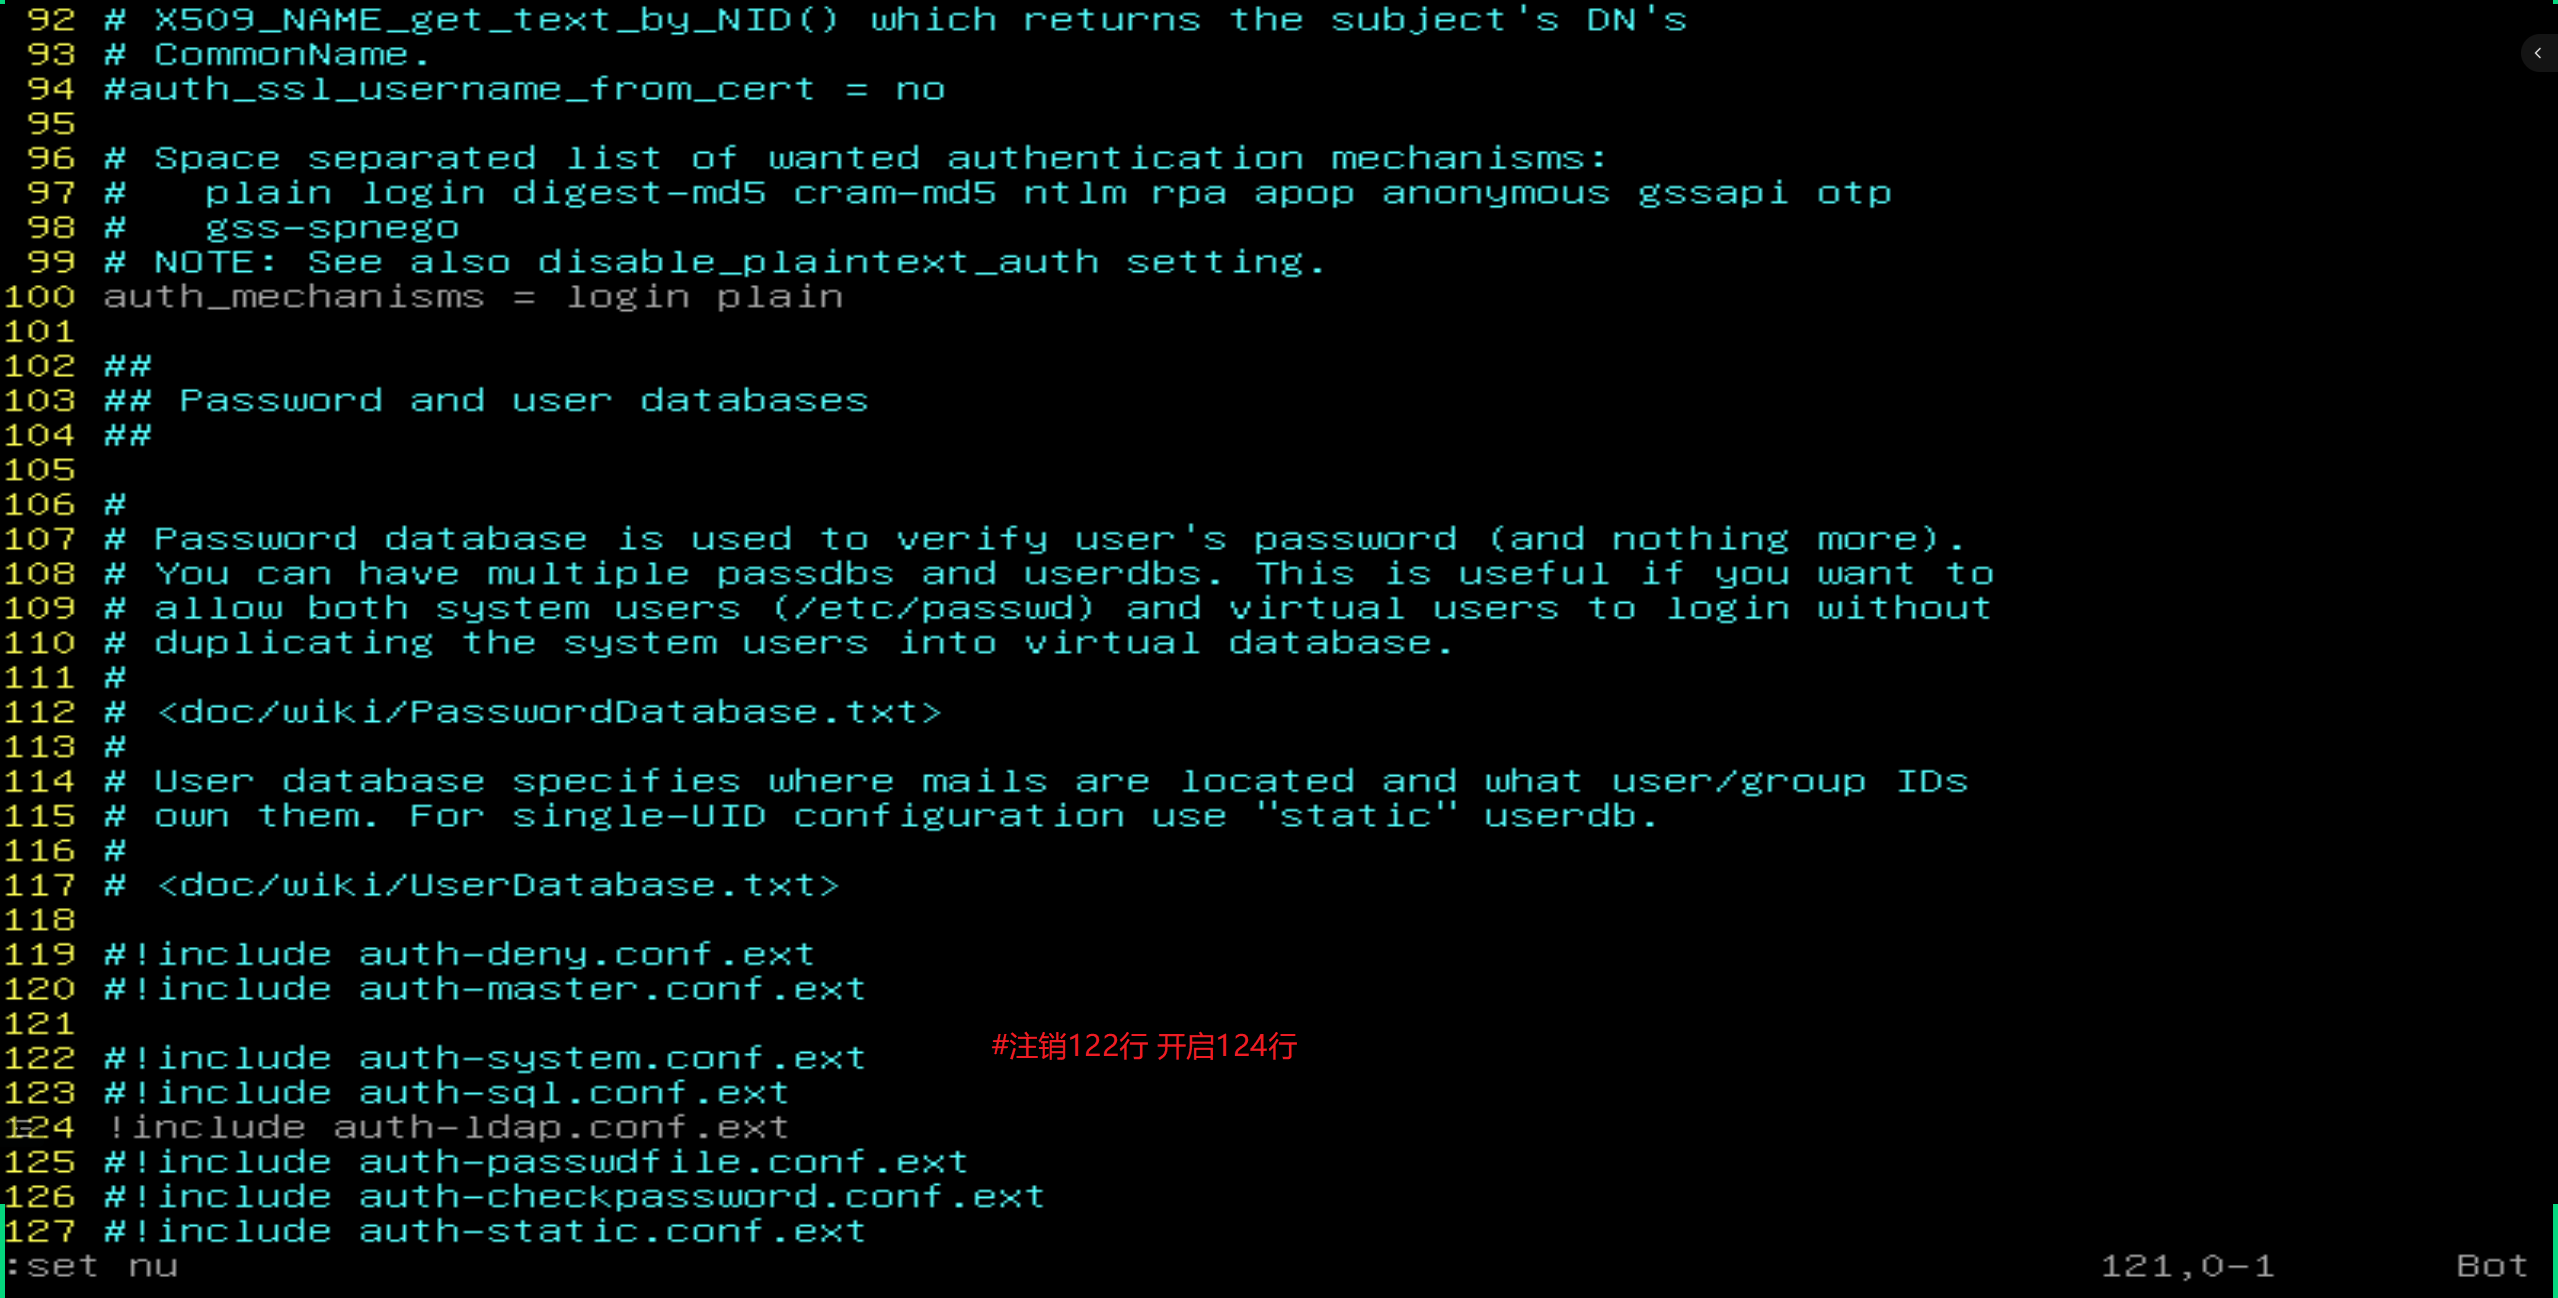 92 # X509_NAME_get_text_by_NID() which returns the subject's DN's
93 # CommonName.
94 #auth_ssl_username_from_cert = no
95
96 # Space separated list of wanted authentication mechanisms:
97 #   plain login digest-md5 cram-md5 ntlm rpa apop anonymous gssapi otp
98 #   gss-spnego
99 # NOTE: See also disable_plaintext_auth setting.
100 auth_mechanisms = login plain
101
102 ##
103 ## Password and user databases
104 ##
105
106 #
107 # Password database is used to verify user's password (and nothing more).
108 # You can have multiple passdbs and userdbs. This is useful if you want to
109 # allow both system users (/etc/passwd) and virtual users to login without
110 # duplicating the system users into virtual database.
111 #
112 # <doc/wiki/PasswordDatabase.txt>
113 #
114 # User database specifies where mails are located and what user/group IDs
115 # own them. For single-UID configuration use "static" userdb.
116 #
117 # <doc/wiki/UserDatabase.txt>
118
119 #!include auth-deny.conf.ext
120 #!include auth-master.conf.ext
121
#注销122行 开启124行
122 #!include auth-system.conf.ext
123 #!include auth-sql.conf.ext
124 !include auth-ldap.conf.ext
125 #!include auth-passwdfile.conf.ext
126 #!include auth-checkpassword.conf.ext
127 #!include auth-static.conf.ext
:set nu 121,0-1 Bot